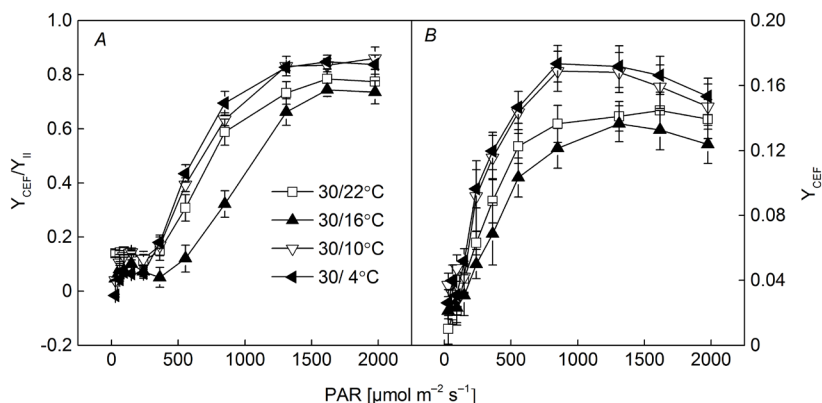 A
B
1.0
0.8
0.6
0.4
0.2
0
-0.2
Y_CEF/Y_II
30/22°C
30/16°C
30/10°C
30/ 4°C
0.20
0.16
0.12
0.08
0.04
0
Y_CEF
0 500 1000 1500 2000
0 500 1000 1500 2000
PAR [µmol m⁻² s⁻¹]